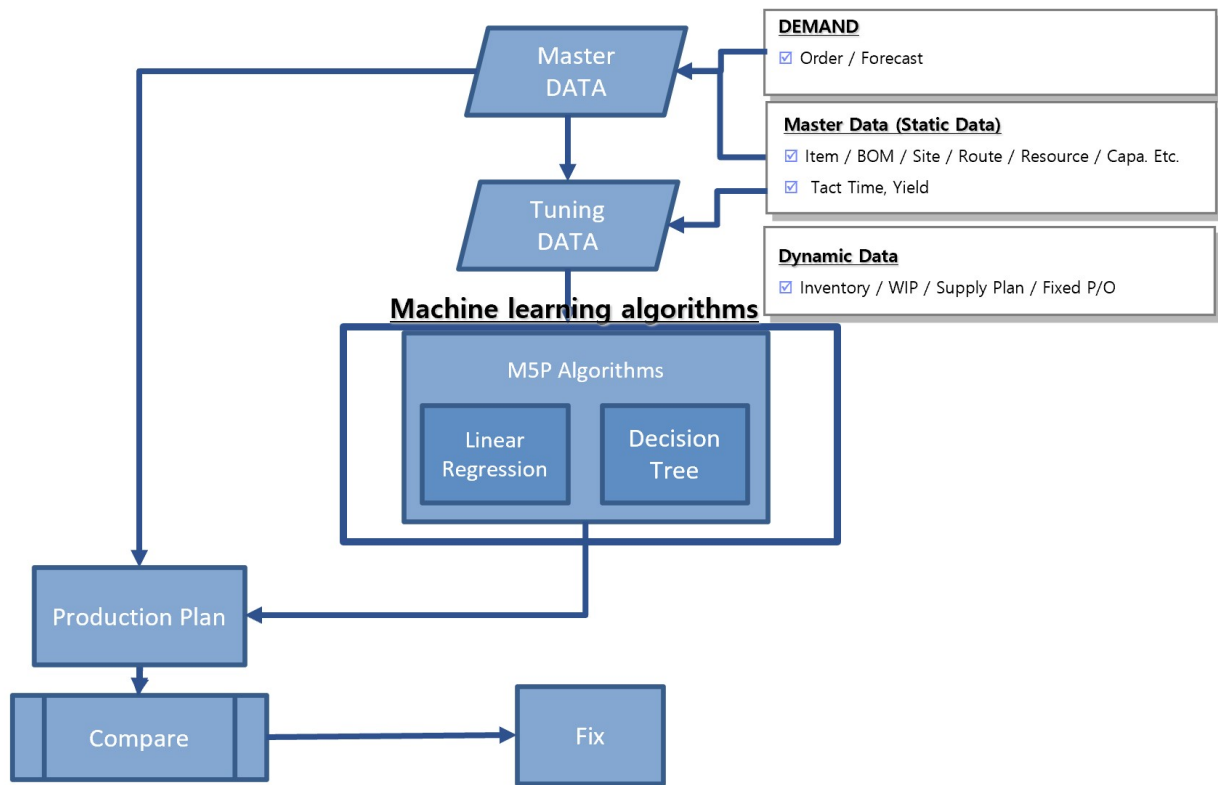 Master
DATA
DEMAND
Order / Forecast
Master Data (Static Data)
Item / BOM / Site / Route / Resource / Capa. Etc.
Tact Time, Yield
Tuning
DATA
Dynamic Data
Inventory / WIP / Supply Plan / Fixed P/O
Machine learning algorithms
M5P Algorithms
Linear
Regression
Decision
Tree
Production Plan
Compare
Fix